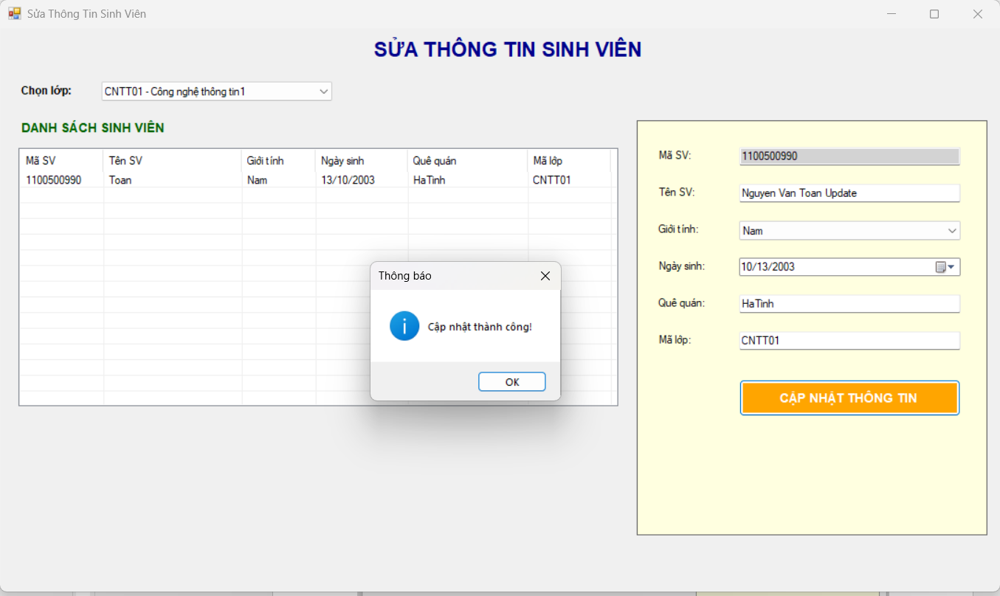 Sửa Thông Tin Sinh Viên
SỬA THÔNG TIN SINH VIÊN
Chọn lớp: CNTT01 - Công nghệ thông tin1
DANH SÁCH SINH VIÊN
Mã SV Tên SV Giới tính Ngày sinh Quê quán Mã lớp
1100500990 Toan Nam 13/10/2003 HaTinh CNTT01
Mã SV: 1100500990
Tên SV: Nguyen Van Toan Update
Giới tính: Nam
Ngày sinh: 10/13/2003
Quê quán: HaTinh
Mã lớp: CNTT01
CẬP NHẬT THÔNG TIN
Thông báo
Cập nhật thành công!
OK